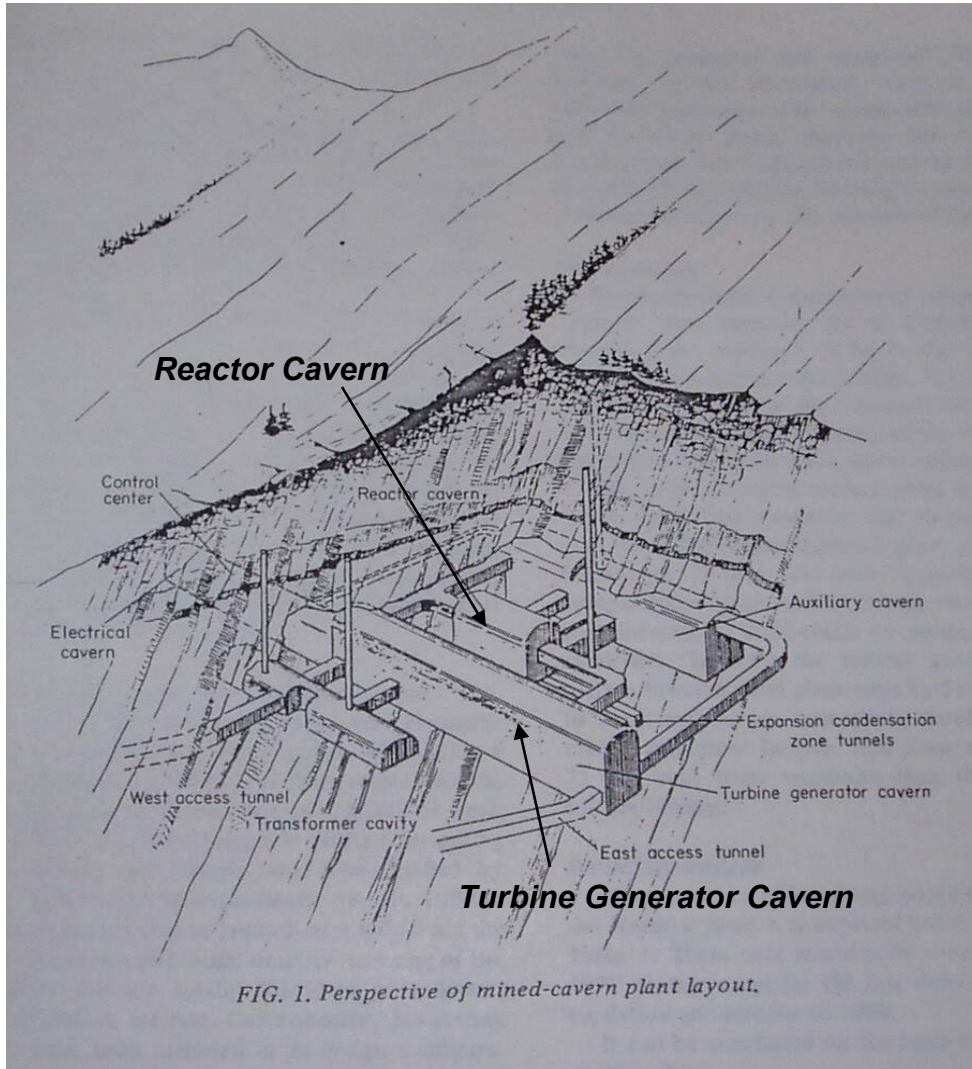 Reactor Cavern
Control
center
Reactor cavern
Auxiliary cavern
Electrical
cavern
Expansion condensation
zone tunnels
West access tunnel
Turbine generator cavern
Transformer cavity
East access tunnel
Turbine Generator Cavern
FIG. 1. Perspective of mined-cavern plant layout.